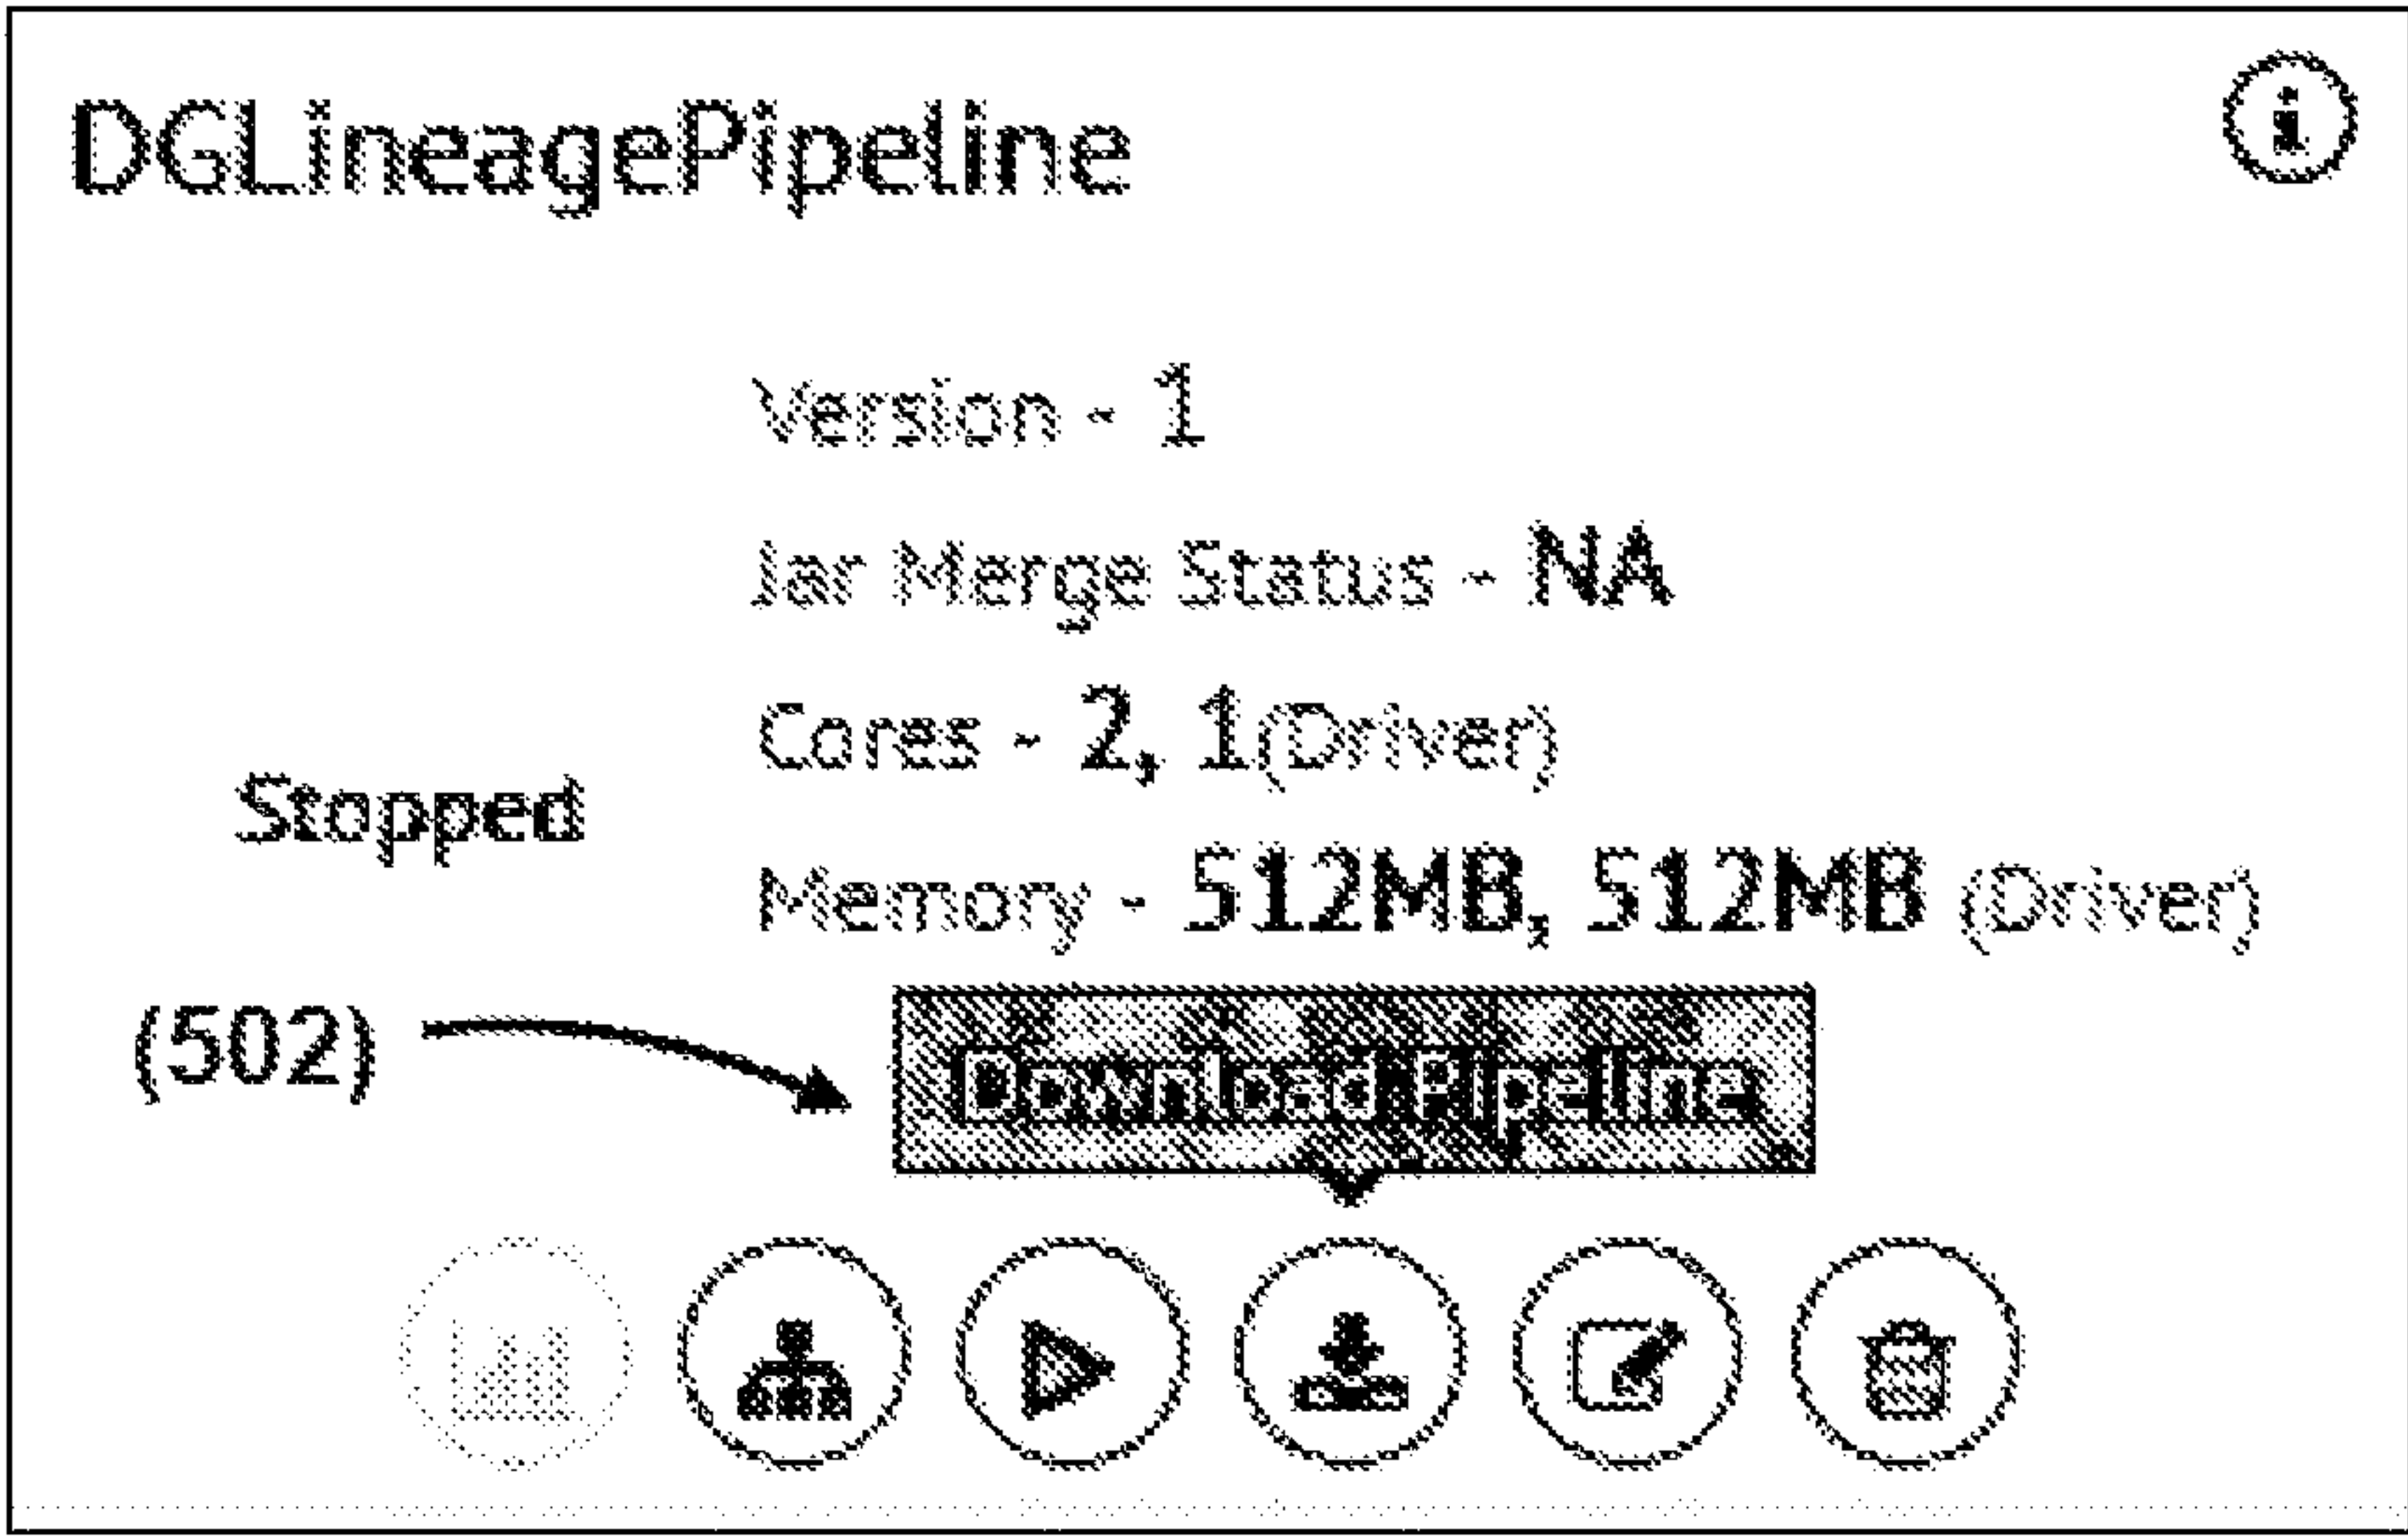 DGLineagePipeline
i
Version - 1
Jar Merge Status - NA
Cores - 2, 1(Driver)
Stopped
Memory - 512MB, 512MB (Driver)
(502)
Download Pipeline